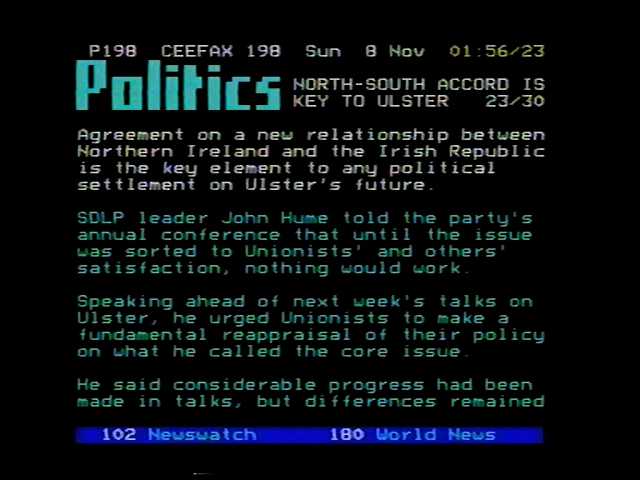 P198 CEEFAX 198 Sun 8 Nov 01:56/23
Politics NORTH-SOUTH ACCORD IS
KEY TO ULSTER 23/30
Agreement on a new relationship between
Northern Ireland and the Irish Republic
is the key element to any political
settlement on Ulster's future.
SDLP leader John Hume told the party's
annual conference that until the issue
was sorted to Unionists' and others'
satisfaction, nothing would work.
Speaking ahead of next week's talks on
Ulster, he urged Unionists to make a
fundamental reappraisal of their policy
on what he called the core issue.
He said considerable progress had been
made in talks, but differences remained
102 Newswatch 180 World News